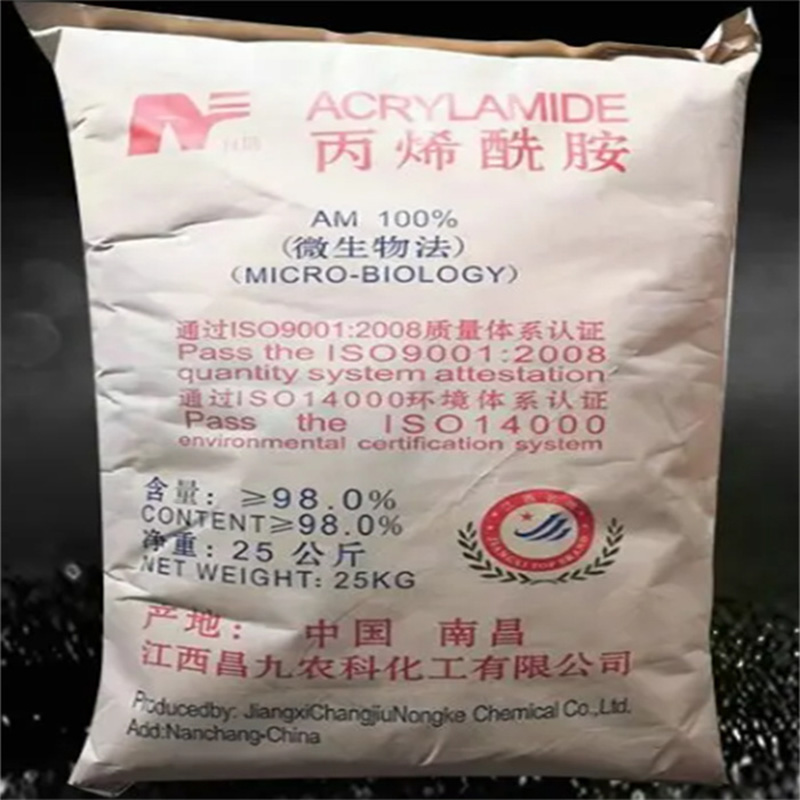 ACRYLAMIDE
丙烯酰胺
AM 100%
(微生物法)
(MICRO-BIOLOGY)
通过ISO9001:2008质量体系认证
Pass the ISO9001:2008
quantity system attestation
通过ISO14000环境体系认证
Pass the ISO14000
environmental certification system
含量: ≥98.0%
CONTENT≥98.0%
净重: 25 公斤
NET WEIGHT: 25KG
JIANGXI TOP BRAND
产地: 中国 南昌
江西昌九农科化工有限公司
Producedby: JiangxiChangjiuNongke Chemical Co.,Ltd.
Add:Nanchang-China